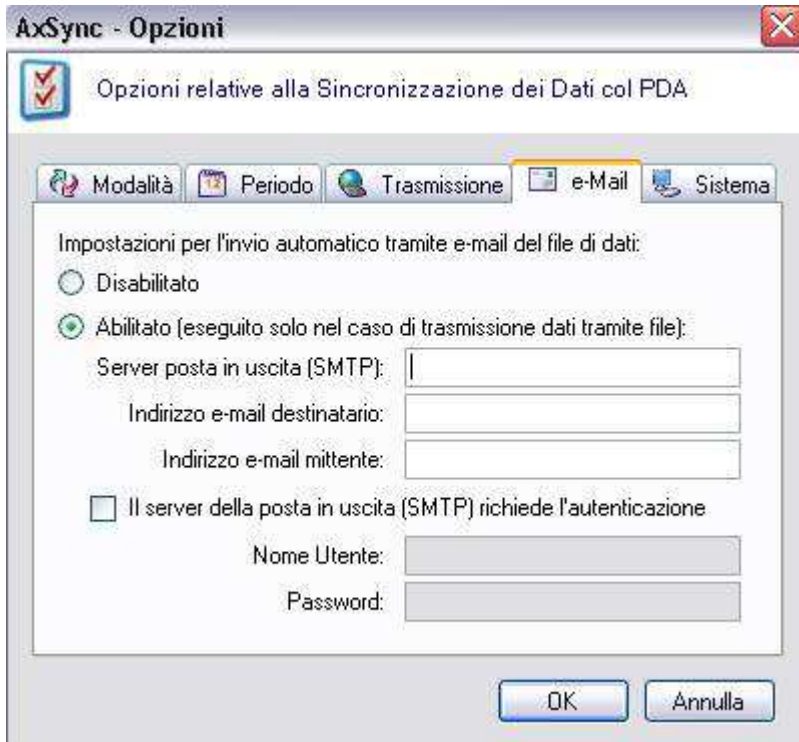 AxSync - Opzioni
Opzioni relative alla Sincronizzazione dei Dati col PDA
Modalità Periodo Trasmissione e-Mail Sistema
Impostazioni per l'invio automatico tramite e-mail del file di dati:
Disabilitato
Abilitato (eseguito solo nel caso di trasmissione dati tramite file):
Server posta in uscita (SMTP):
Indirizzo e-mail destinatario:
Indirizzo e-mail mittente:
Il server della posta in uscita (SMTP) richiede l'autenticazione
Nome Utente:
Password:
OK Annulla